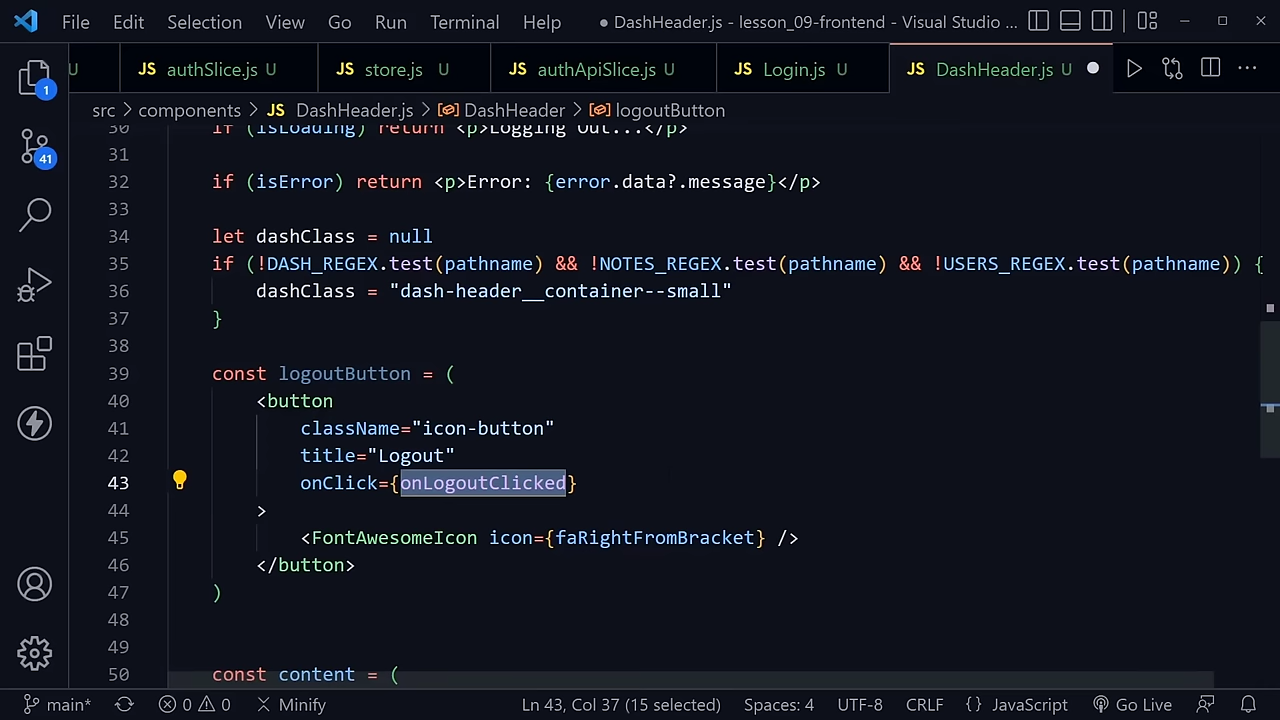 File Edit Selection View Go Run Terminal Help ● DashHeader.js - lesson_09-frontend - Visual Studio ...
U JS authSlice.js U JS store.js U JS authApiSlice.js U JS Login.js U JS DashHeader.js U
src > components > JS DashHeader.js > DashHeader > logoutButton
30 if (isLoading) return <p>Logging Out...</p>
31
32 if (isError) return <p>Error: {error.data?.message}</p>
33
34 let dashClass = null
35 if (!DASH_REGEX.test(pathname) && !NOTES_REGEX.test(pathname) && !USERS_REGEX.test(pathname)) {
36 dashClass = "dash-header__container--small"
37 }
38
39 const logoutButton = (
40 <button
41 className="icon-button"
42 title="Logout"
43 onClick={onLogoutClicked}
44 >
45 <FontAwesomeIcon icon={faRightFromBracket} />
46 </button>
47 )
48
49
50 const content = (
1
41
main* 0 0 Minify Ln 43, Col 37 (15 selected) Spaces: 4 UTF-8 CRLF {} JavaScript Go Live